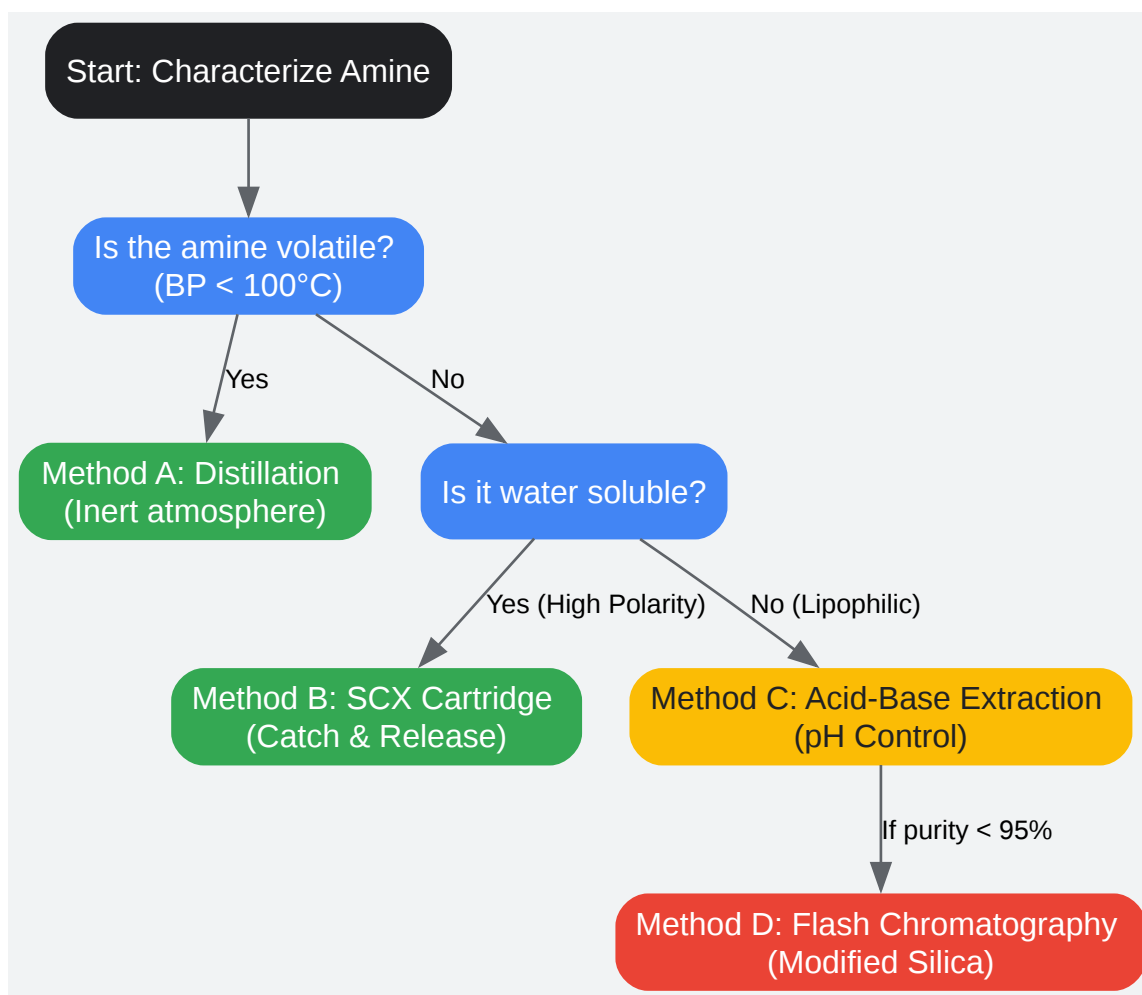 Start: Characterize Amine
Is the amine volatile?
(BP < 100°C)
Yes
No
Method A: Distillation
(Inert atmosphere)
Is it water soluble?
Yes (High Polarity)
No (Lipophilic)
Method B: SCX Cartridge
(Catch & Release)
Method C: Acid-Base Extraction
(pH Control)
If purity < 95%
Method D: Flash Chromatography
(Modified Silica)